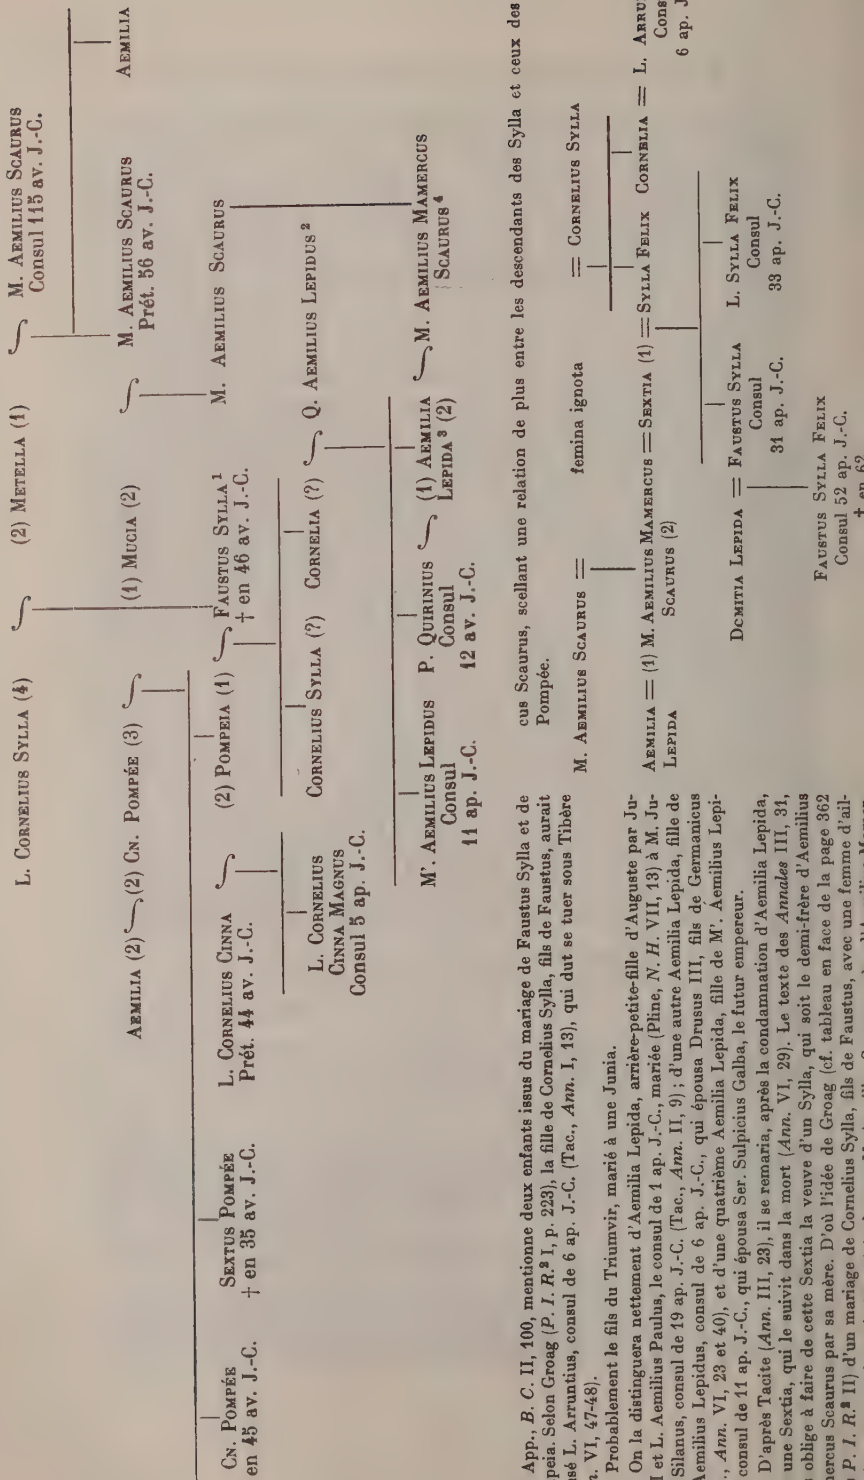 L. CORNELIUS SYLLA (4) (2) METELLA (1) M. AEMILIUS SCAURUS
Consul 115 av. J.-C.
AEMILIA (2) (2) CN. POMPÉE (3) (1) MUCIA (2) M. AEMILIUS SCAURUS AEMILIA
Prét. 56 av. J.-C.
CN. POMPÉE SEXTUS POMPÉE L. CORNELIUS CINNA (2) POMPEIA (1) FAUSTUS SYLLA¹ M. AEMILIUS SCAURUS
en 45 av. J.-C. † en 35 av. J.-C. Prét. 44 av. J.-C. † en 46 av. J.-C.
L. CORNELIUS CORNELIUS SYLLA (?) CORNELIA (?) Q. AEMILIUS LEPIDUS²
CINNA MAGNUS
Consul 5 ap. J.-C.
M'. AEMILIUS LEPIDUS P. QUIRINIUS (1) AEMILIA M. AEMILIUS MAMERCUS
Consul Consul LEPIDA³ (2) SCAURUS⁴
11 ap. J.-C. 12 av. J.-C.
App., B. C. II, 100, mentionne deux enfants issus du mariage de Faustus Sylla et de
peia. Selon Groag (P. I. R.² I, p. 223), la fille de Cornelius Sylla, fils de Faustus, aurait
sé L. Arruntius, consul de 6 ap. J.-C. (Tac., Ann. I, 13), qui dut se tuer sous Tibère
n. VI, 47-48).
Probablement le fils du Triumvir, marié à une Junia.
On la distinguera nettement d'Aemilia Lepida, arrière-petite-fille d'Auguste par Ju-
I et L. Aemilius Paulus, le consul de 1 ap. J.-C., mariée (Pline, N. H. VII, 13) à M. Ju-
Silanus, consul de 19 ap. J.-C. (Tac., Ann. II, 9) ; d'une autre Aemilia Lepida, fille de
Aemilius Lepidus, consul de 6 ap. J.-C., qui épousa Drusus III, fils de Germanicus
., Ann. VI, 23 et 40), et d'une quatrième Aemilia Lepida, fille de M'. Aemilius Lepi-
consul de 11 ap. J.-C., qui épousa Ser. Sulpicius Galba, le futur empereur.
D'après Tacite (Ann. III, 23), il se remaria, après la condamnation d'Aemilia Lepida,
une Sextia, qui le suivit dans la mort (Ann. VI, 29). Le texte des Annales III, 31,
s oblige à faire de cette Sextia la veuve d'un Sylla, qui soit le demi-frère d'Aemilius
mercus Scaurus par sa mère. D'où l'idée de Groag (cf. tableau en face de la page 362
P. I. R.² II) d'un mariage de Cornelius Sylla, fils de Faustus, avec une femme d'ail-
cus Scaurus, scellant une relation de plus entre les descendants des Sylla et ceux des
Pompée.
M. AEMILIUS SCAURUS = femina ignota = CORNELIUS SYLLA
AEMILIA = (1) M. AEMILIUS MAMERCUS = SEXTIA (1) = SYLLA FELIX CORNELIA = L. ARRU
LEPIDA SCAURUS (2) Cons
6 ap. J
DOMITIA LEPIDA = FAUSTUS SYLLA L. SYLLA FELIX
Consul Consul
31 ap. J.-C. 33 ap. J.-C.
FAUSTUS SYLLA FELIX
Consul 52 ap. J.-C.
† en 62